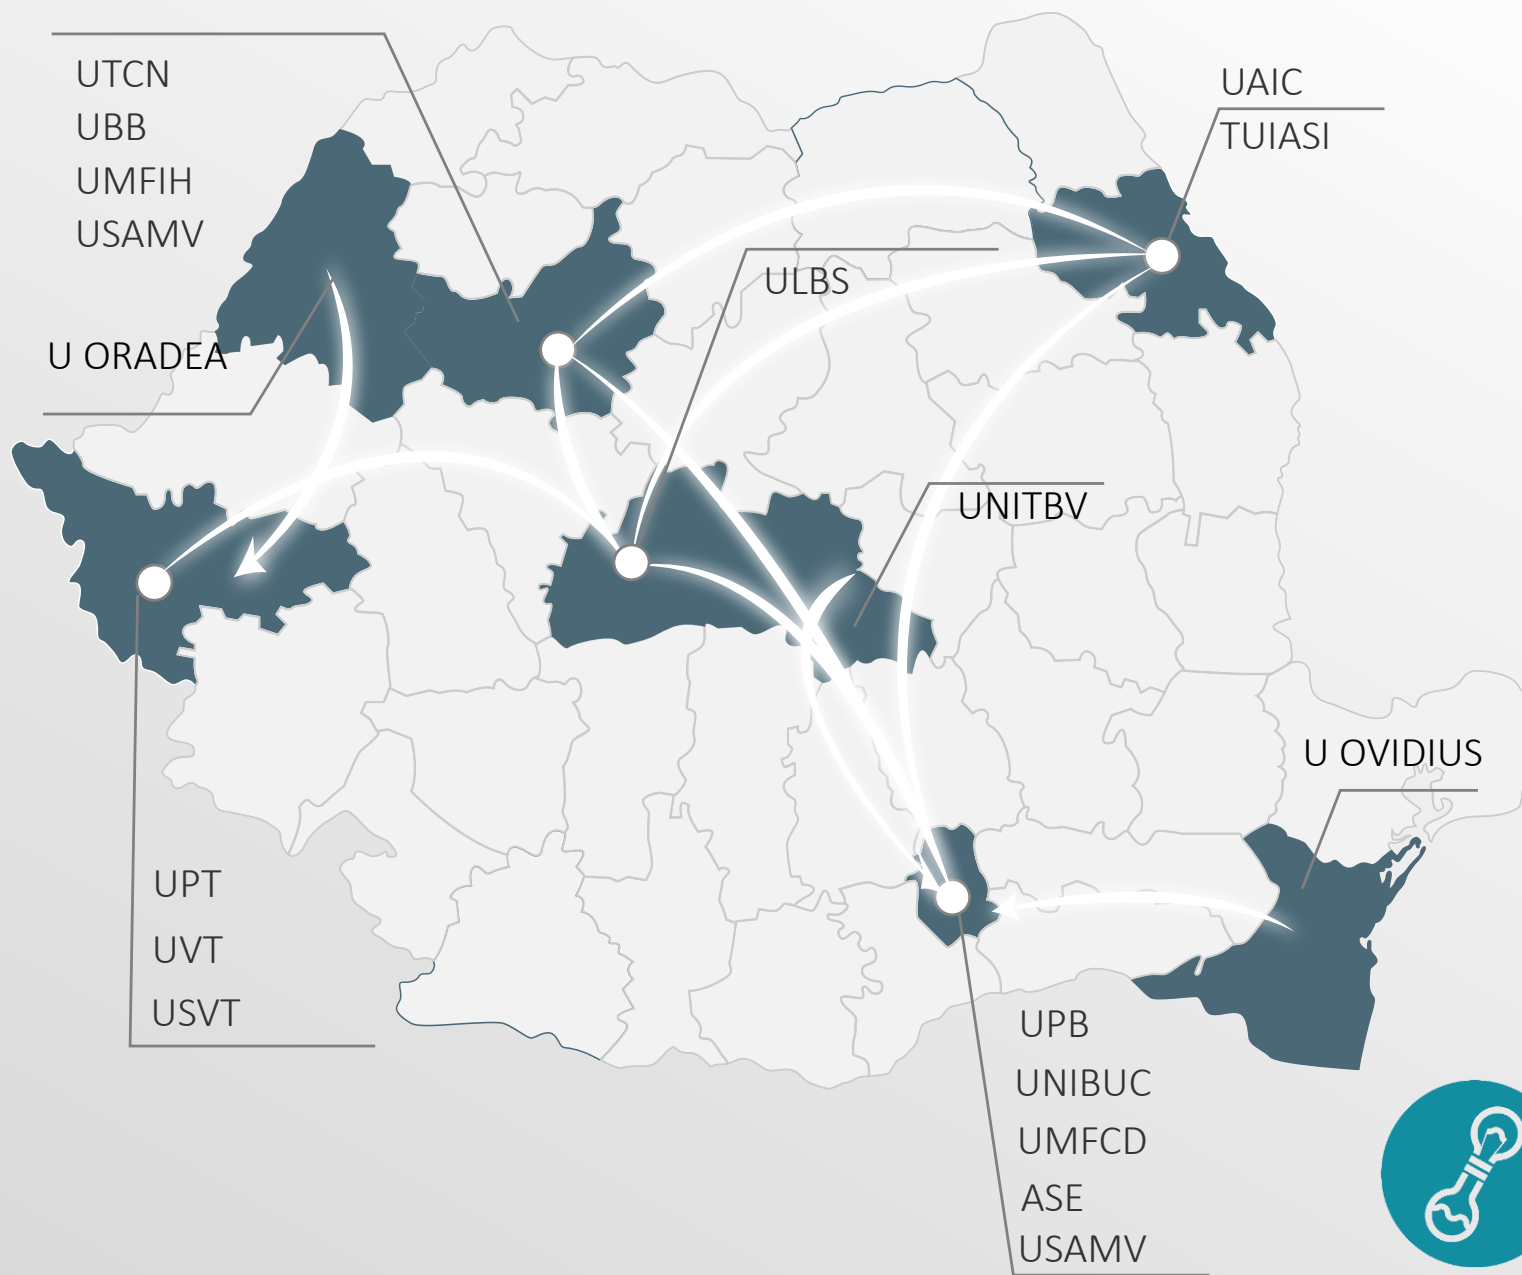 UTCN
UBB
UMFIH
USAMV
UAIC
TUIASI
ULBS
U ORADEA
UNITBV
U OVIDIUS
UPT
UVT
USVT
UPB
UNIBUC
UMFCD
ASE
USAMV